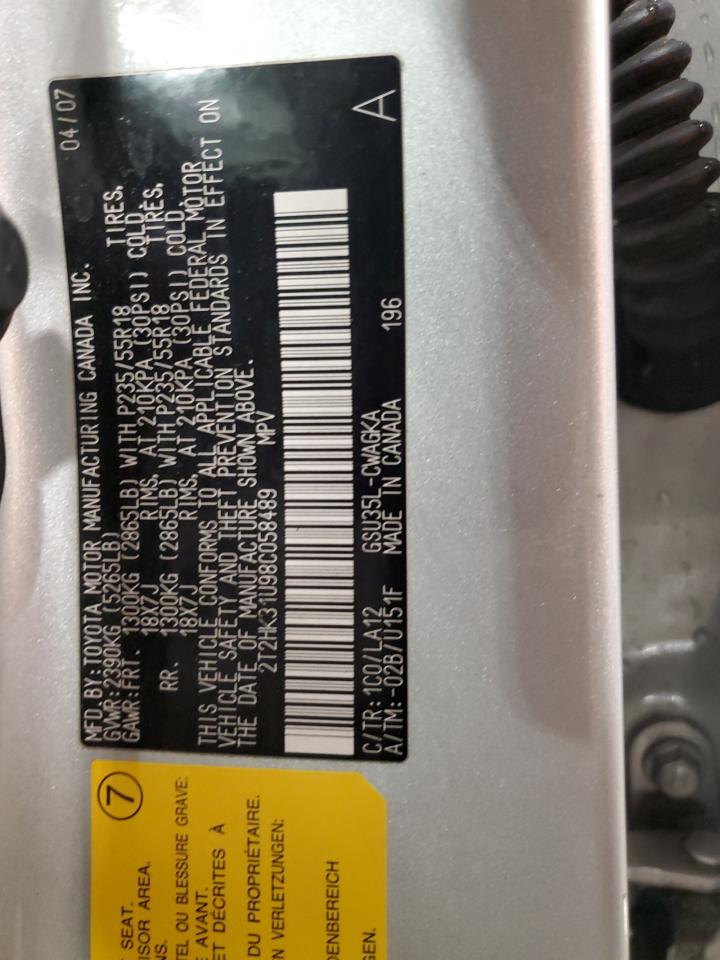 MFD. BY: TOYOTA MOTOR MANUFACTURING CANADA INC. 04/07
GVWR: 2390KG (5265LB)
GAWR: FRT. 1300KG (2865LB) WITH P235/55R18 TIRES,
18X7J RIMS, AT 210KPA (30PSI) COLD
RR. 1300KG (2865LB) WITH P235/55R18 TIRES,
18X7J RIMS, AT 210KPA (30PSI) COLD
THIS VEHICLE CONFORMS TO ALL APPLICABLE FEDERAL MOTOR
VEHICLE SAFETY AND THEFT PREVENTION STANDARDS IN EFFECT ON
THE DATE OF MANUFACTURE SHOWN ABOVE.
2T2HK31U98C058489 MPV
C/TR: 1C0/LA12 GSU35L-CWAGKA 196 A
A/TM:-02B/U151F MADE IN CANADA
7
SEAT.
ISOR AREA.
NS.
TEL OU BLESSURE GRAVE:
AVANT.
ET DÉCRITES À
DU PROPRIÉTAIRE.
N VERLETZUNGEN:
DENBEREICH
GEN.